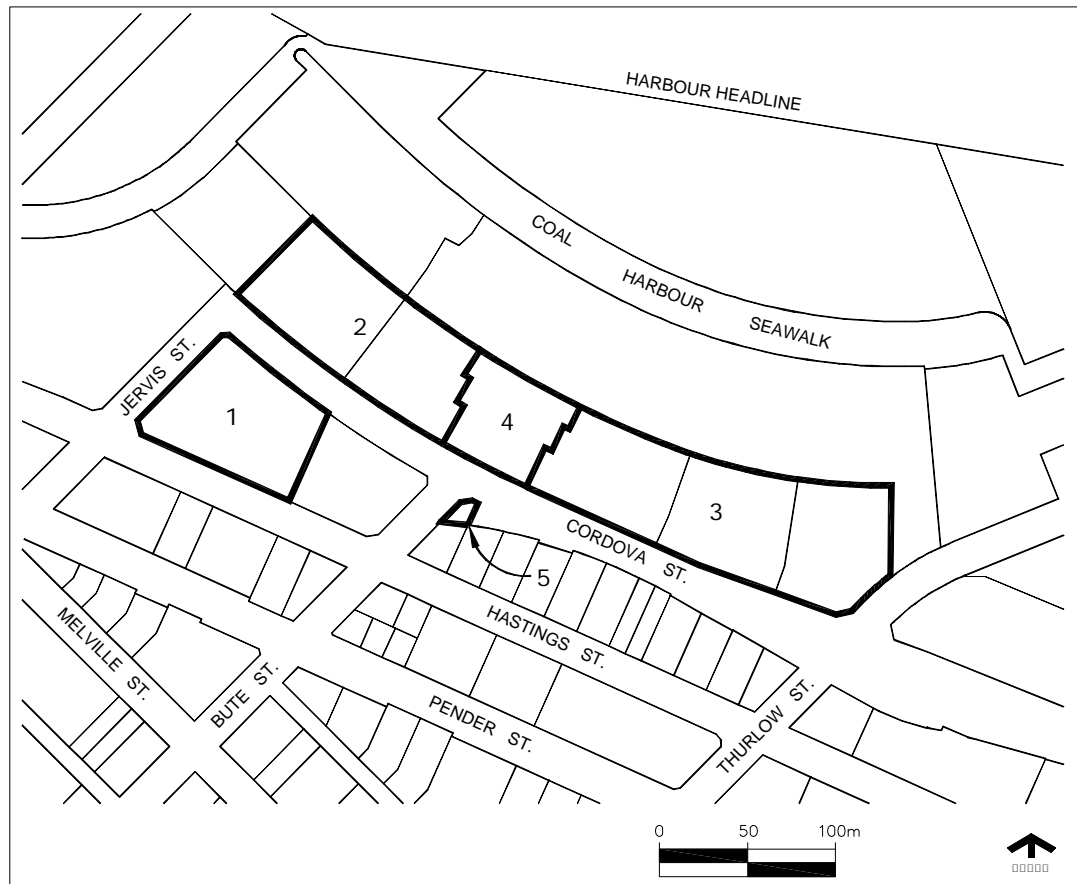 HARBOUR HEADLINE
COAL HARBOUR SEAWALK
JERVIS ST.
2
1
4
3
CORDOVA ST.
5
HASTINGS ST.
MELVILLE ST.
BUTE ST.
PENDER ST.
THURLOW ST.
0 50 100m